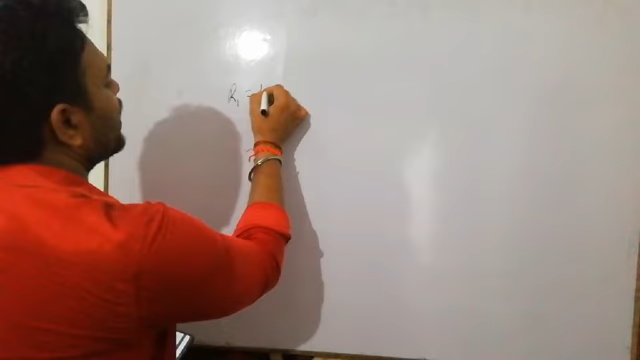 R₁ =